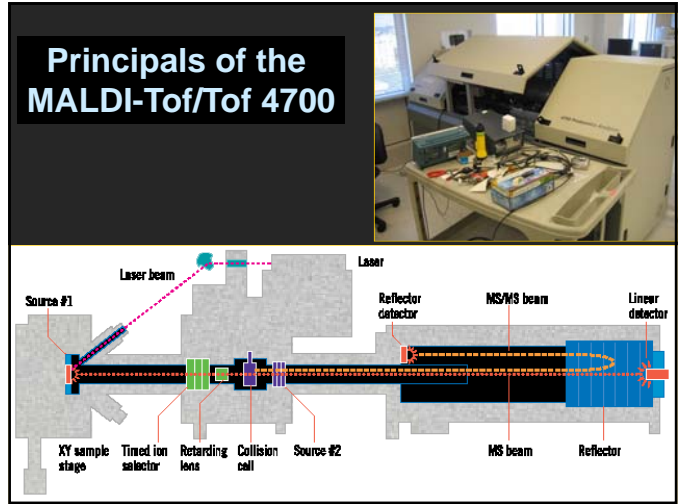 Principals of the
MALDI-Tof/Tof 4700
Laser beam
Laser
Source #1
Reflector
detector
MS/MS beam
Linear
detector
XY sample
stage
Timed ion
selector
Retarding
lens
Collision
cell
Source #2
MS beam
Reflector